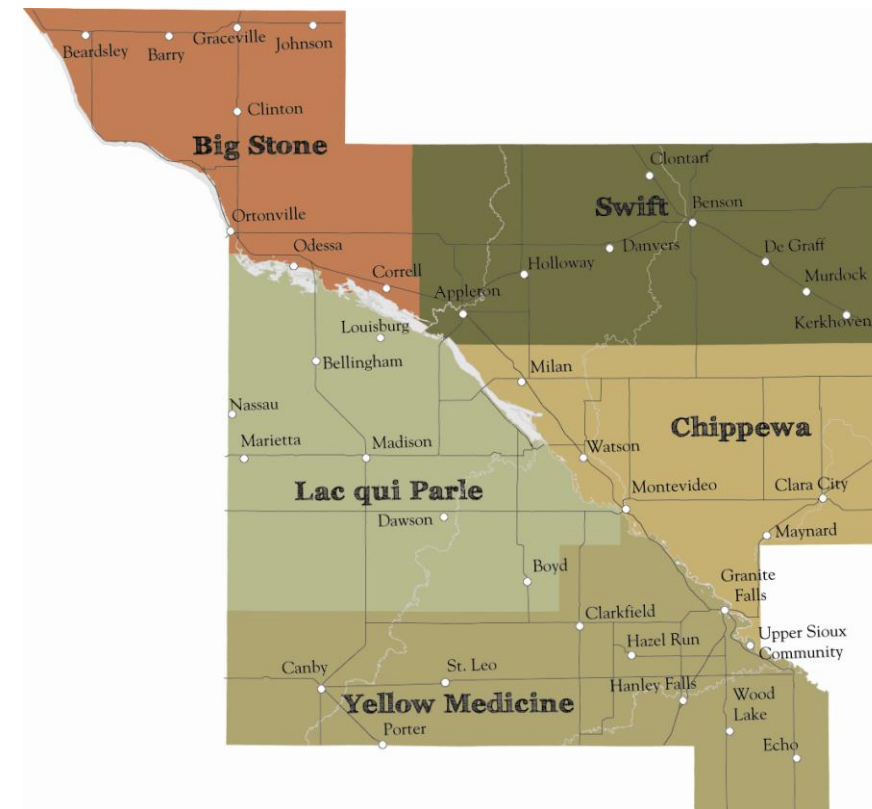 Beardsley
Barry
Graceville
Johnson
Clinton
Big Stone
Ortonville
Odessa
Correll
Clontarf
Swift
Benson
Danvers
De Graff
Holloway
Murdock
Appleton
Kerkhoven
Louisburg
Bellingham
Milan
Nassau
Chippewa
Marietta
Madison
Watson
Lac qui Parle
Montevideo
Clara City
Dawson
Maynard
Boyd
Granite
Falls
Clarkfield
Hazel Run
Upper Sioux
Community
Canby
St. Leo
Hanley Falls
Yellow Medicine
Wood
Lake
Porter
Echo